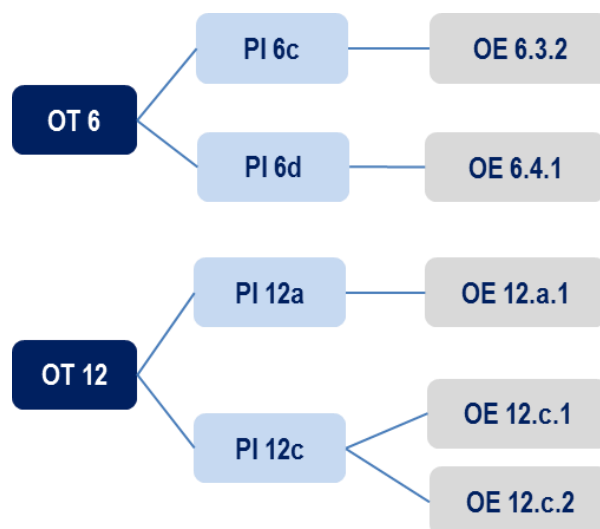 OT 6
PI 6c
OE 6.3.2
PI 6d
OE 6.4.1
OT 12
PI 12a
OE 12.a.1
PI 12c
OE 12.c.1
OE 12.c.2